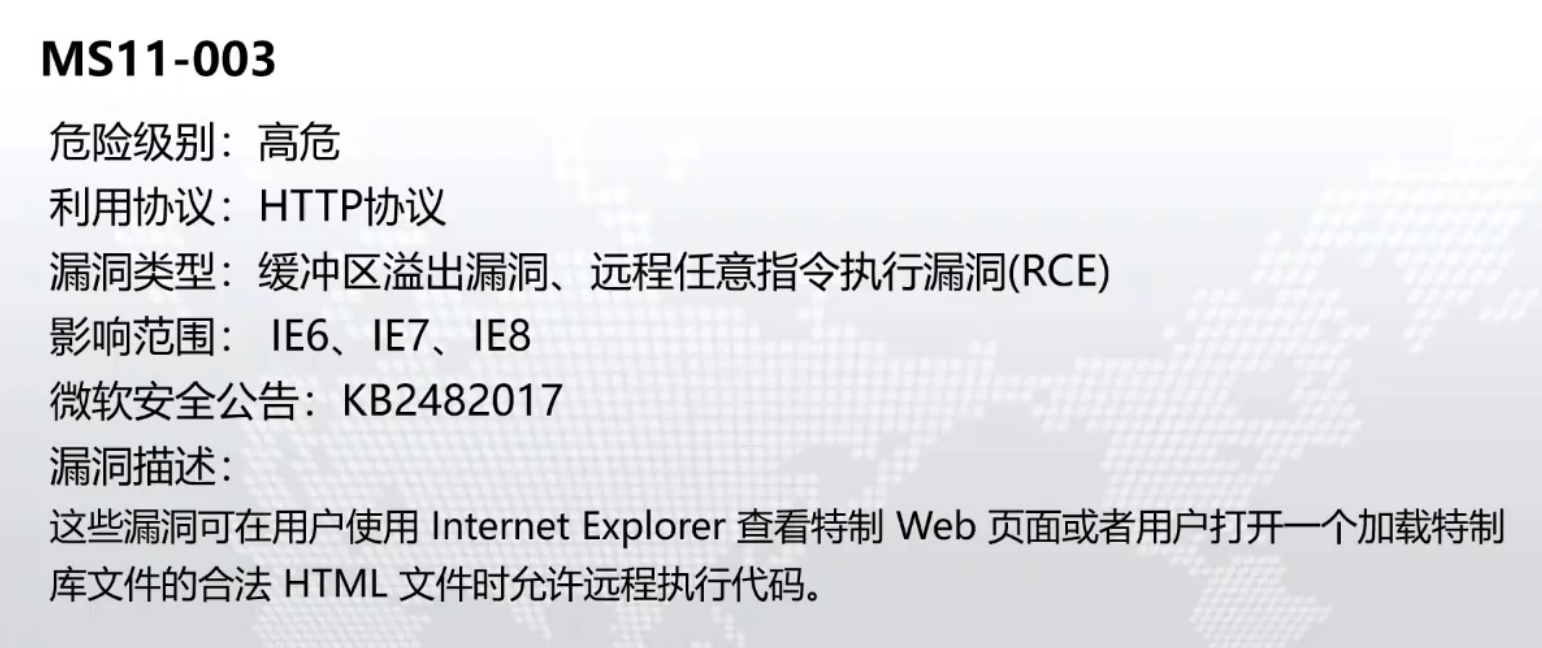 MS11-003
危险级别：高危
利用协议：HTTP协议
漏洞类型：缓冲区溢出漏洞、远程任意指令执行漏洞(RCE)
影响范围： IE6、IE7、IE8
微软安全公告：KB2482017
漏洞描述：
这些漏洞可在用户使用 Internet Explorer 查看特制 Web 页面或者用户打开一个加载特制
库文件的合法 HTML 文件时允许远程执行代码。